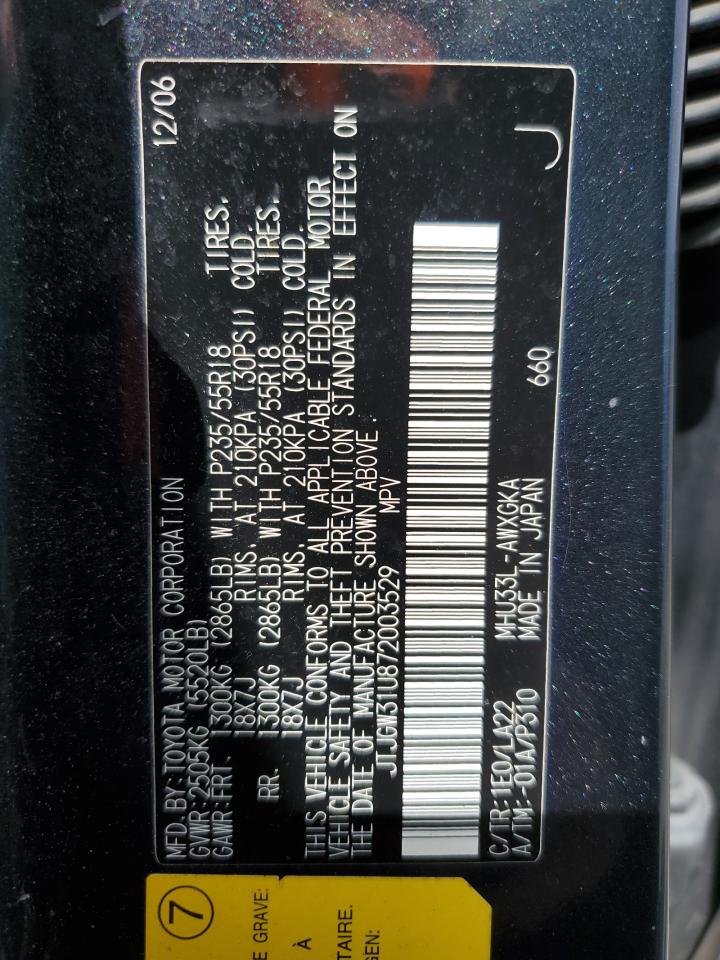 12/06
MFD. BY: TOYOTA MOTOR CORPORATION
GVWR: 2505KG (5520LB)
GAWR: FRT. 1300KG (2865LB) WITH P235/55R18 TIRES.
18X7J RIMS. AT 210KPA (30PSI) COLD.
RR. 1300KG (2865LB) WITH P235/55R18 TIRES.
18X7J RIMS. AT 210KPA (30PSI) COLD.
THIS VEHICLE CONFORMS TO ALL APPLICABLE FEDERAL MOTOR
VEHICLE SAFETY AND THEFT PREVENTION STANDARDS IN EFFECT ON
THE DATE OF MANUFACTURE SHOWN ABOVE.
JTJGW31U872003529 MPV
C/TR: 1E0/LA22 MHU33L-AWXGKA
A/TM: -01A/P310 MADE IN JAPAN 660
J
7
E GRAVE:
À
TAIRE.
GEN: